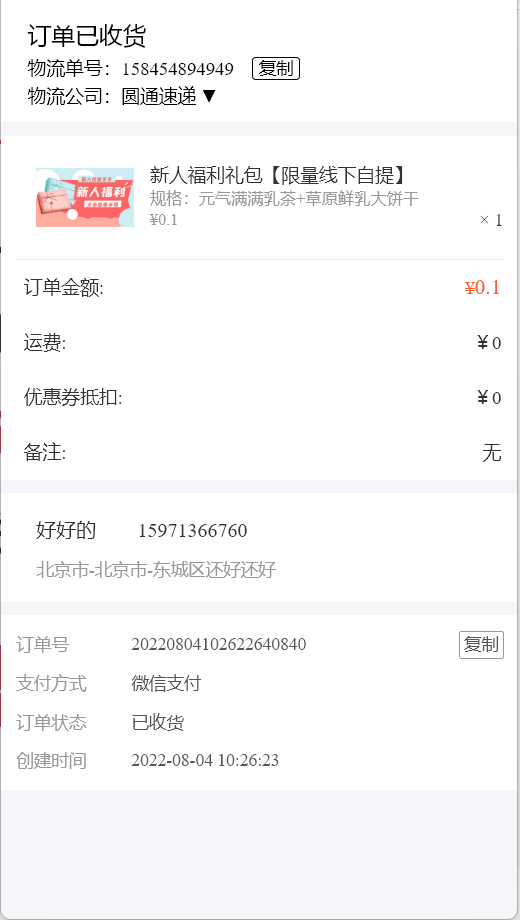 订单已收货
物流单号：158454894949 复制
物流公司：圆通速递 ▼
新人福利
新人福利礼包【限量线下自提】
规格：元气满满乳茶+草原鲜乳大饼干
¥0.1 × 1
订单金额: ¥0.1
运费: ￥0
优惠券抵扣: ￥0
备注: 无
好好的 15971366760
北京市-北京市-东城区还好还好
订单号 20220804102622640840 复制
支付方式 微信支付
订单状态 已收货
创建时间 2022-08-04 10:26:23